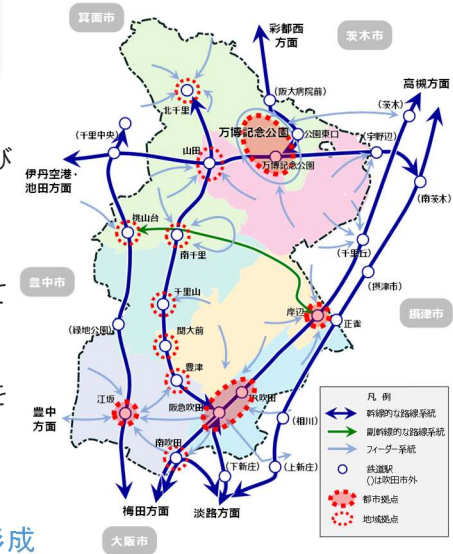 箕面市
彩都西
方面
茨木市
高槻方面
(阪大病院前)
(茨木)
北千里
万博記念公園
公園東口
(千里中央)
(宇野辺)
び
山田
万博記念公園
伊丹空港・
池田方面
(南茨木)
桃山台
南千里
(千里丘)
豊中市
千里山
(摂津市)
て
岸辺
正雀
摂津市
(緑地公園)
関大前
豊津
を
JR吹田
江坂
阪急吹田
豊中
方面
(相川)
南吹田
(下新庄)
(上新庄)
梅田方面
淡路方面
大阪市
形成
凡 例
幹線的な路線系統
副幹線的な路線系統
フィーダー系統
鉄道駅
()は吹田市外
都市拠点
地域拠点